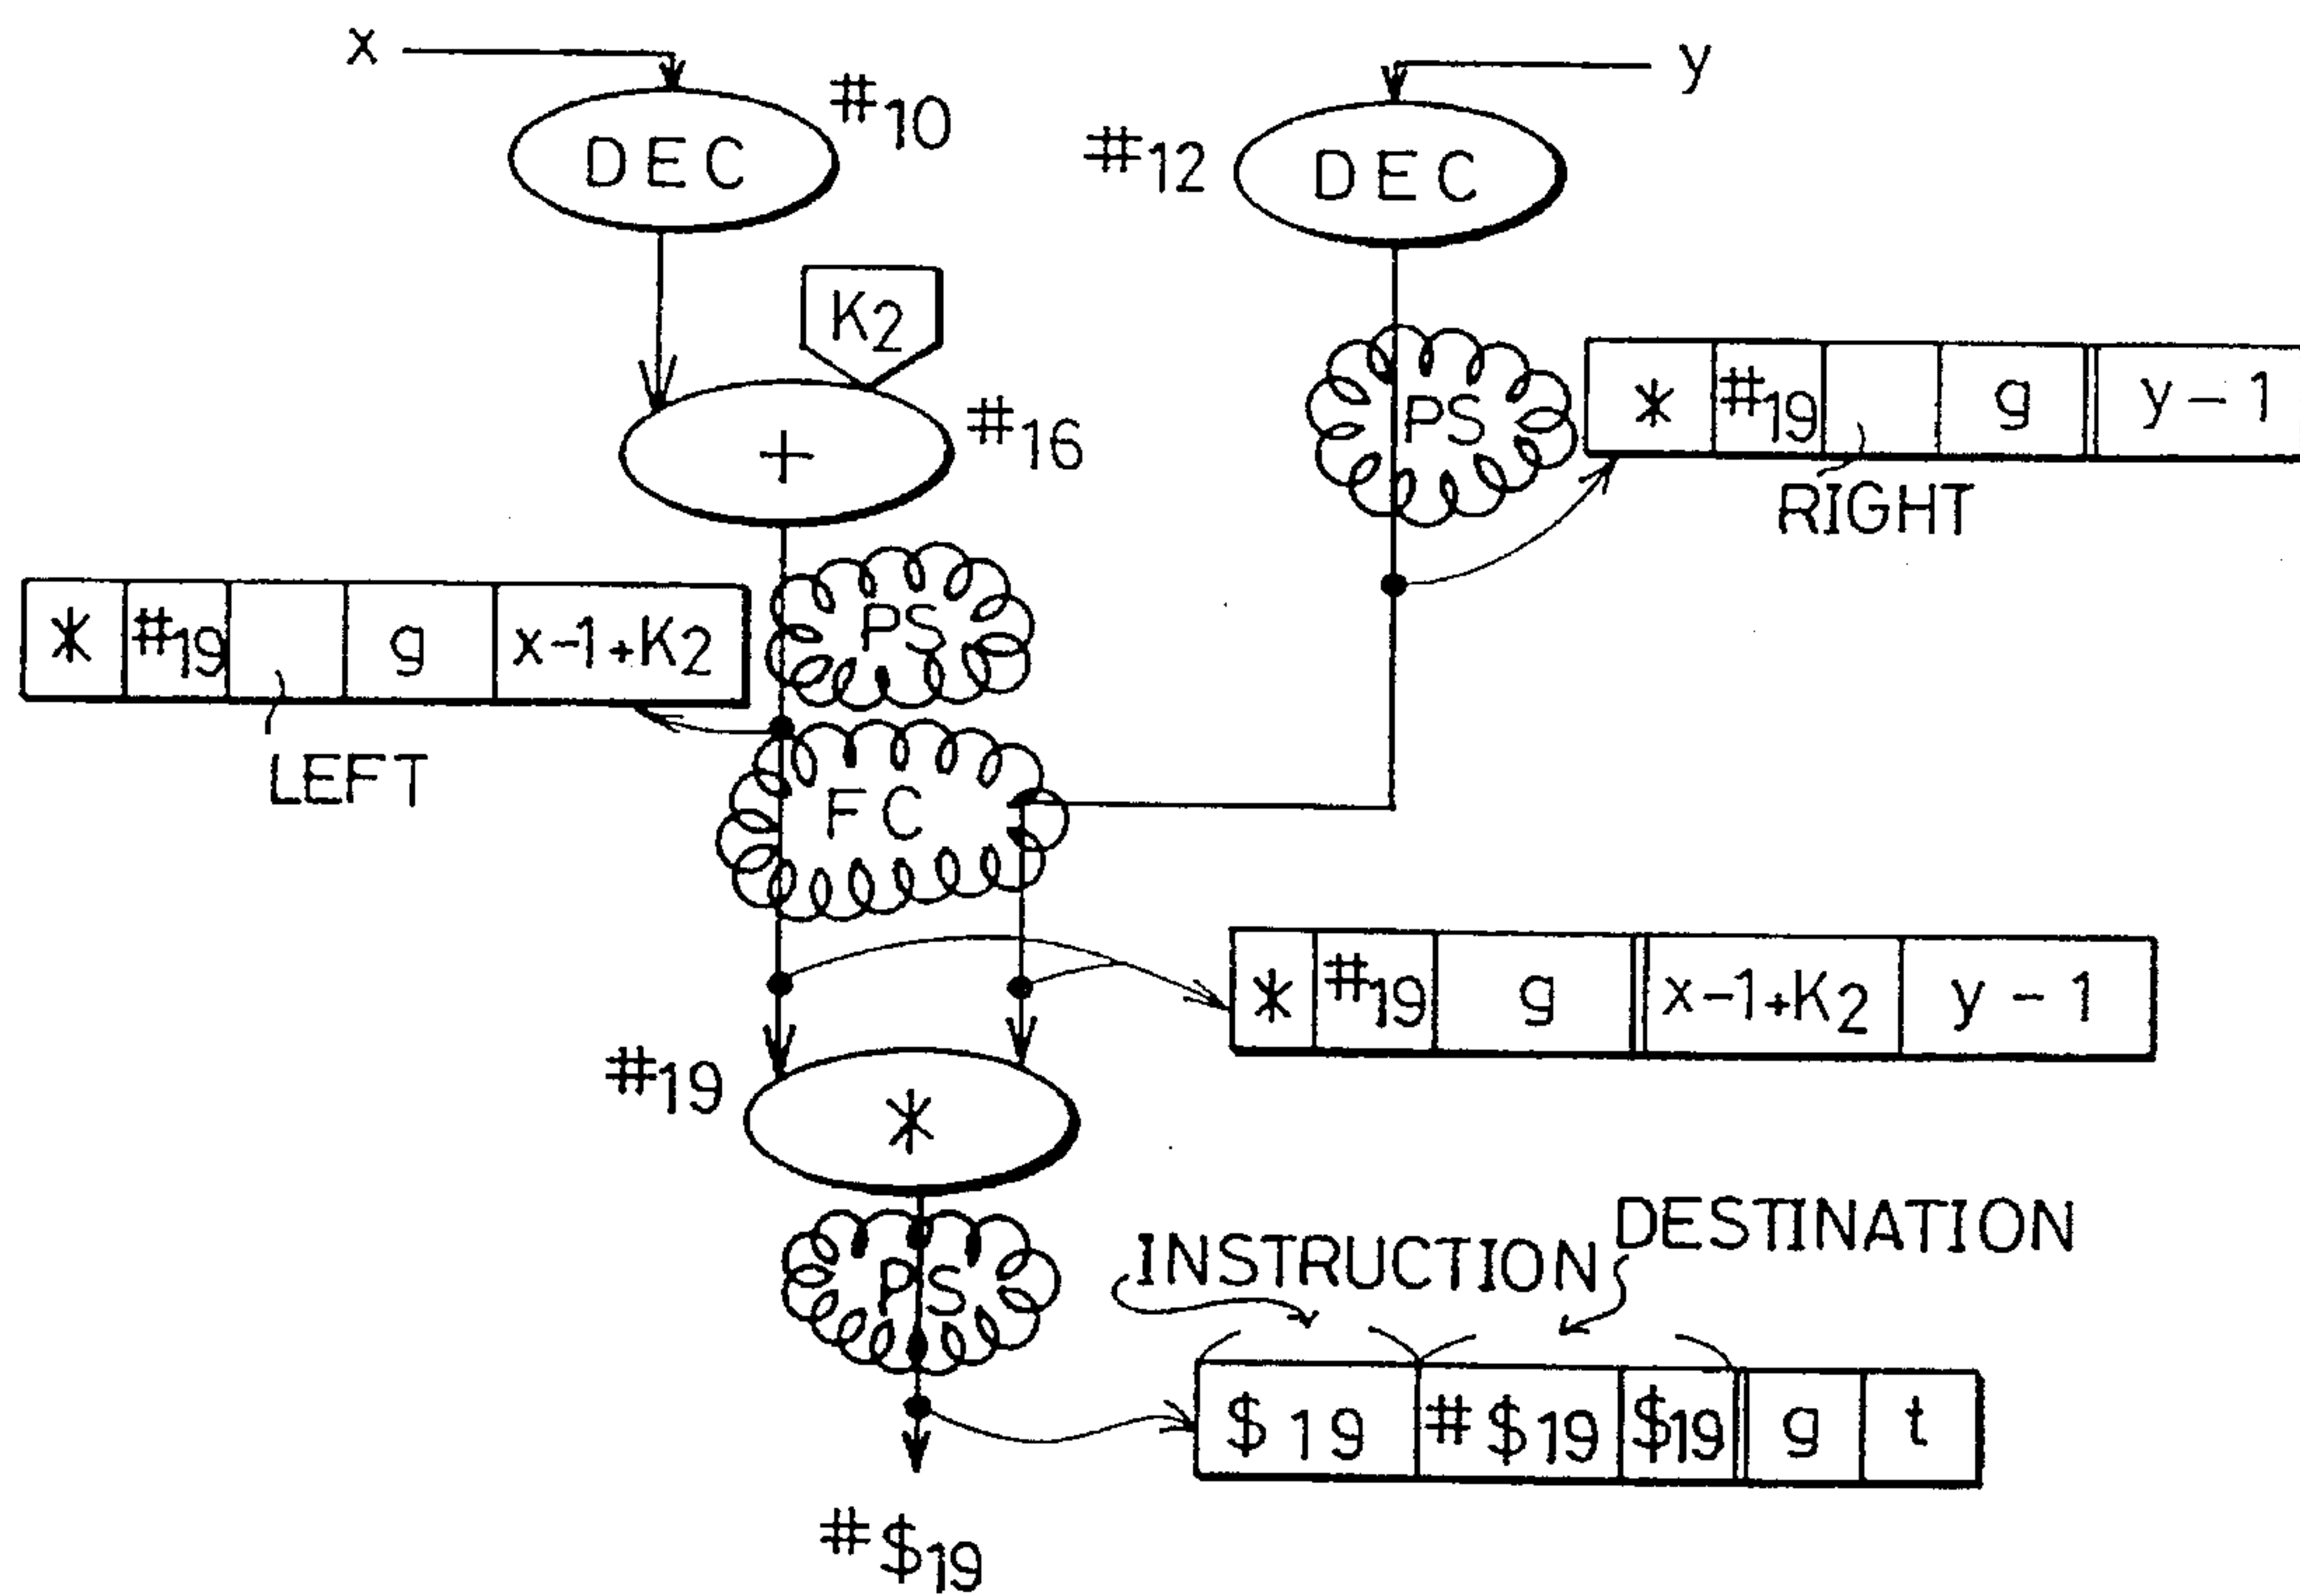 x
y
#10
DEC
#12
DEC
K2
+
#16
PS
* #19 g y-1
RIGHT
PS
* #19 g x-1+K2
LEFT
FC
* #19 g x-1+K2 y-1
#19
*
PS
INSTRUCTION
DESTINATION
$19 #$19 $19 g t
#$19